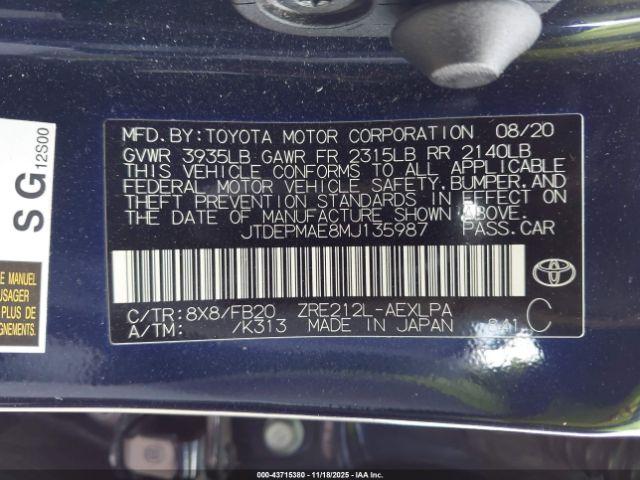 MFD. BY:TOYOTA MOTOR CORPORATION 08/20
GVWR 3935LB GAWR FR 2315LB RR 2140LB
THIS VEHICLE CONFORMS TO ALL APPLICABLE
FEDERAL MOTOR VEHICLE SAFETY, BUMPER, AND
THEFT PREVENTION STANDARDS IN EFFECT ON
THE DATE OF MANUFACTURE SHOWN ABOVE.
JTDEPMAE8MJ135987 PASS. CAR
C/TR:8X8/FB20 ZRE212L-AEXLPA
A/TM: /K313 MADE IN JAPAN 8A1 C
TOYOTA
SG
12S00
E MANUEL
USAGER
PLUS DE
GNEMENTS.
000-43715380 - 11/18/2025 - IAA Inc.